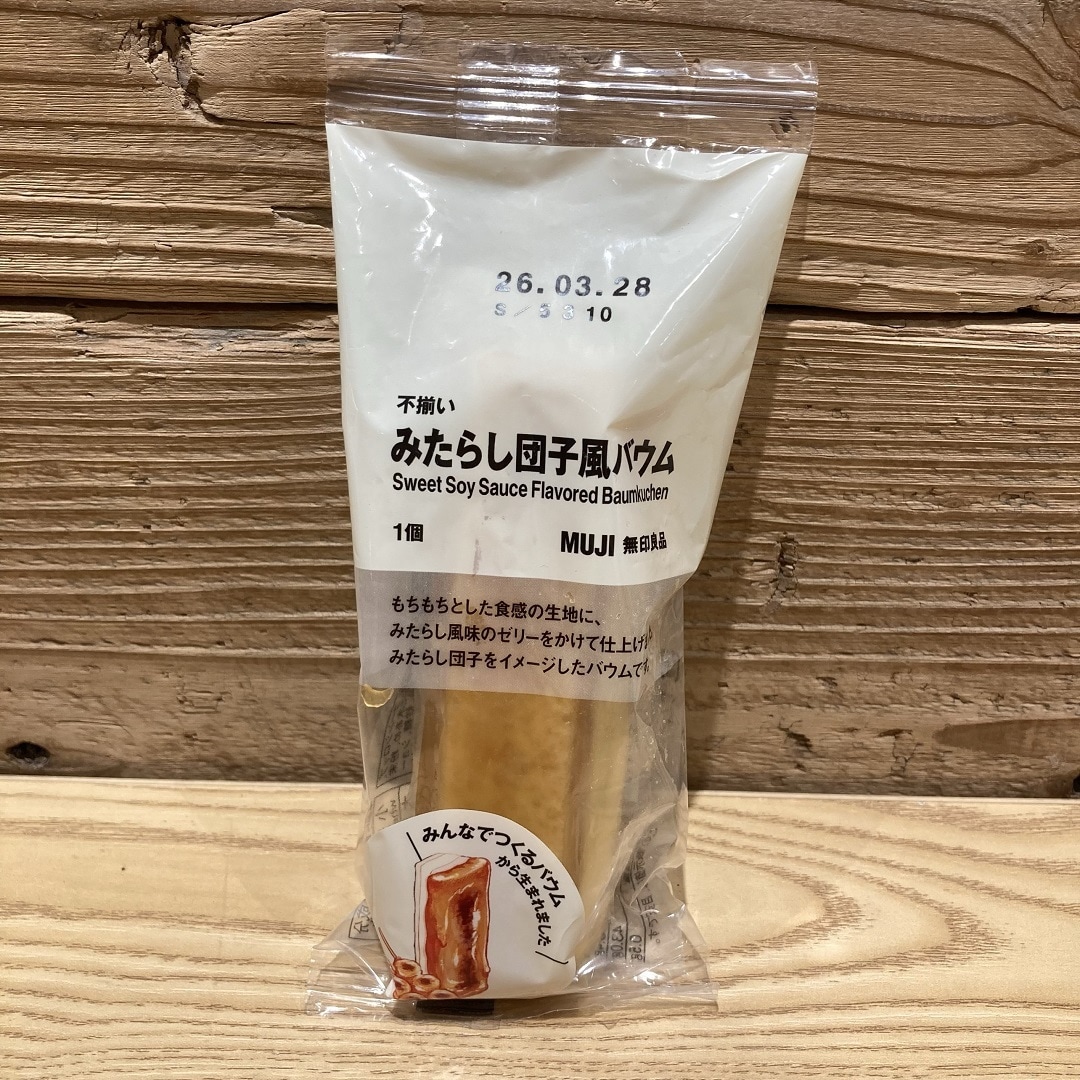 26.03.28
S/5310
不揃い
みたらし団子風バウム
Sweet Soy Sauce Flavored Baumkuchen
1個
MUJI 無印良品
もちもちとした食感の生地に、
みたらし風味のゼリーをかけて仕上げ
みたらし団子をイメージしたバウムです。
みんなでつくるバウム
から生まれました